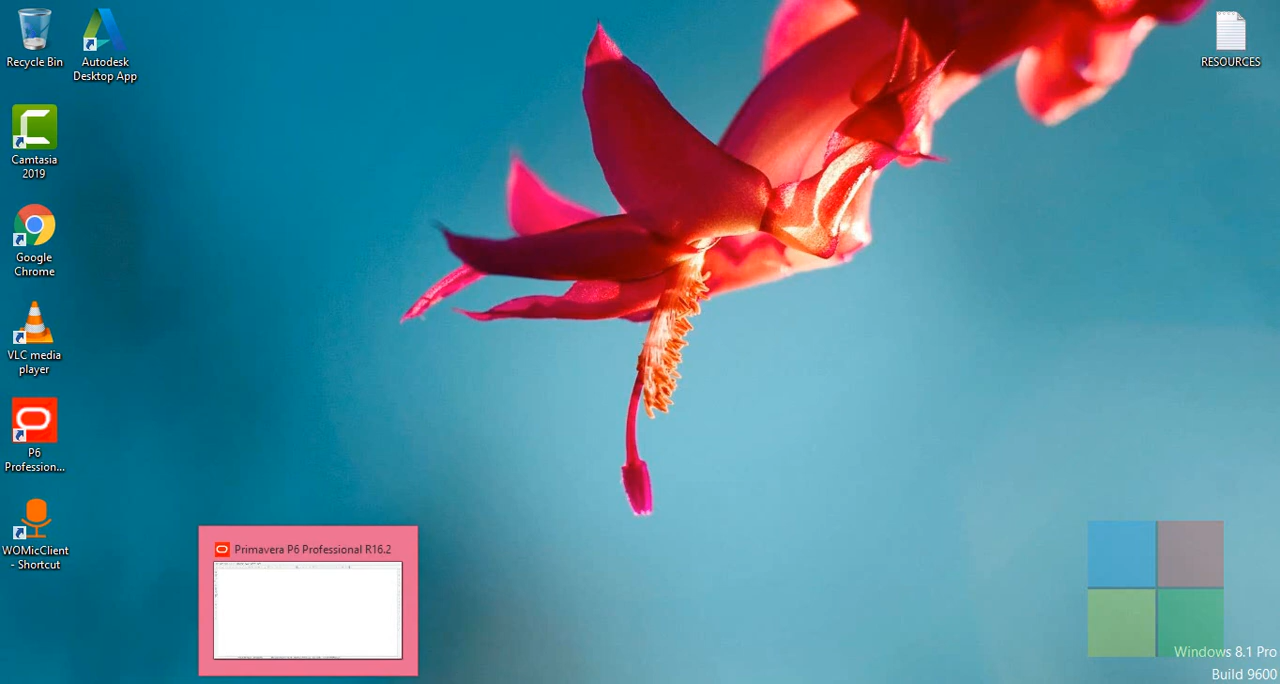 Recycle Bin
Autodesk
Desktop App
RESOURCES
Camtasia
2019
Google
Chrome
VLC media
player
P6
Profession...
WOMicClient
- Shortcut
Primavera P6 Professional R16.2
Windows 8.1 Pro
Build 9600